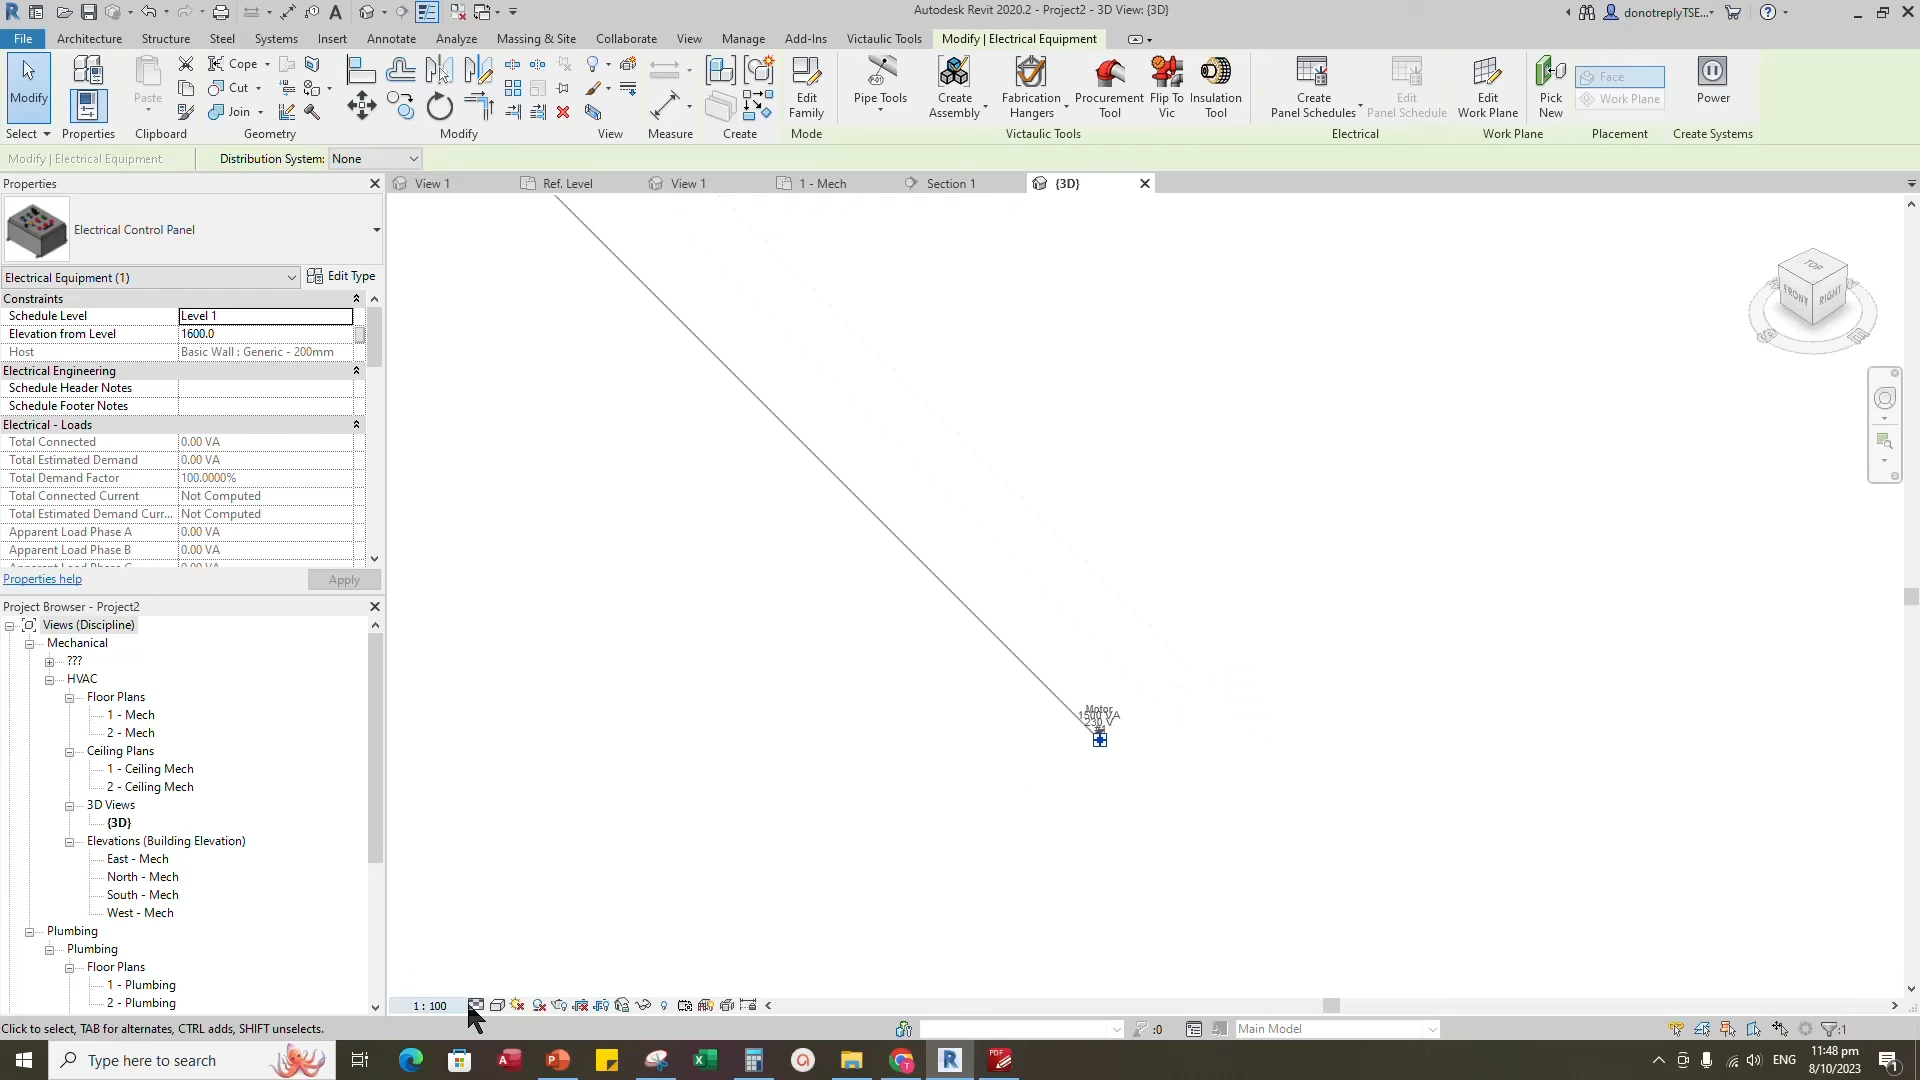 Autodesk Revit 2020.2 - Project2 - 3D View: {3D}
donotreplyTSE...
File Architecture Structure Steel Systems Insert Annotate Analyze Massing & Site Collaborate View Manage Add-Ins Victaulic Tools Modify | Electrical Equipment
Modify
Paste
Cope
Cut
Join
Edit Family
Pipe Tools
Create Assembly
Fabrication Hangers
Procurement Tool
Flip To Vic
Insulation Tool
Create Panel Schedules
Edit Panel Schedule
Edit Work Plane
Pick New
Face
Work Plane
Power
Select Properties Clipboard Geometry Modify View Measure Create Mode Victaulic Tools Electrical Work Plane Placement Create Systems
Modify | Electrical Equipment
Distribution System: None
Properties
View 1
Ref. Level
View 1
1 - Mech
Section 1
{3D}
Electrical Control Panel
Electrical Equipment (1)
Edit Type
Constraints
Schedule Level Level 1
Elevation from Level 1600.0
Host Basic Wall : Generic - 200mm
Electrical Engineering
Schedule Header Notes
Schedule Footer Notes
Electrical - Loads
Total Connected 0.00 VA
Total Estimated Demand 0.00 VA
Total Demand Factor 100.0000%
Total Connected Current Not Computed
Total Estimated Demand Curr... Not Computed
Apparent Load Phase A 0.00 VA
Apparent Load Phase B 0.00 VA
Properties help
Apply
TOP
FRONT
RIGHT
Motor
1500 VA
230 V
Project Browser - Project2
Views (Discipline)
Mechanical
???
HVAC
Floor Plans
1 - Mech
2 - Mech
Ceiling Plans
1 - Ceiling Mech
2 - Ceiling Mech
3D Views
{3D}
Elevations (Building Elevation)
East - Mech
North - Mech
South - Mech
West - Mech
Plumbing
Plumbing
Floor Plans
1 - Plumbing
2 - Plumbing
1 : 100
Click to select, TAB for alternates, CTRL adds, SHIFT unselects.
:0
Main Model
:1
Type here to search
ENG
11:48 pm
8/10/2023